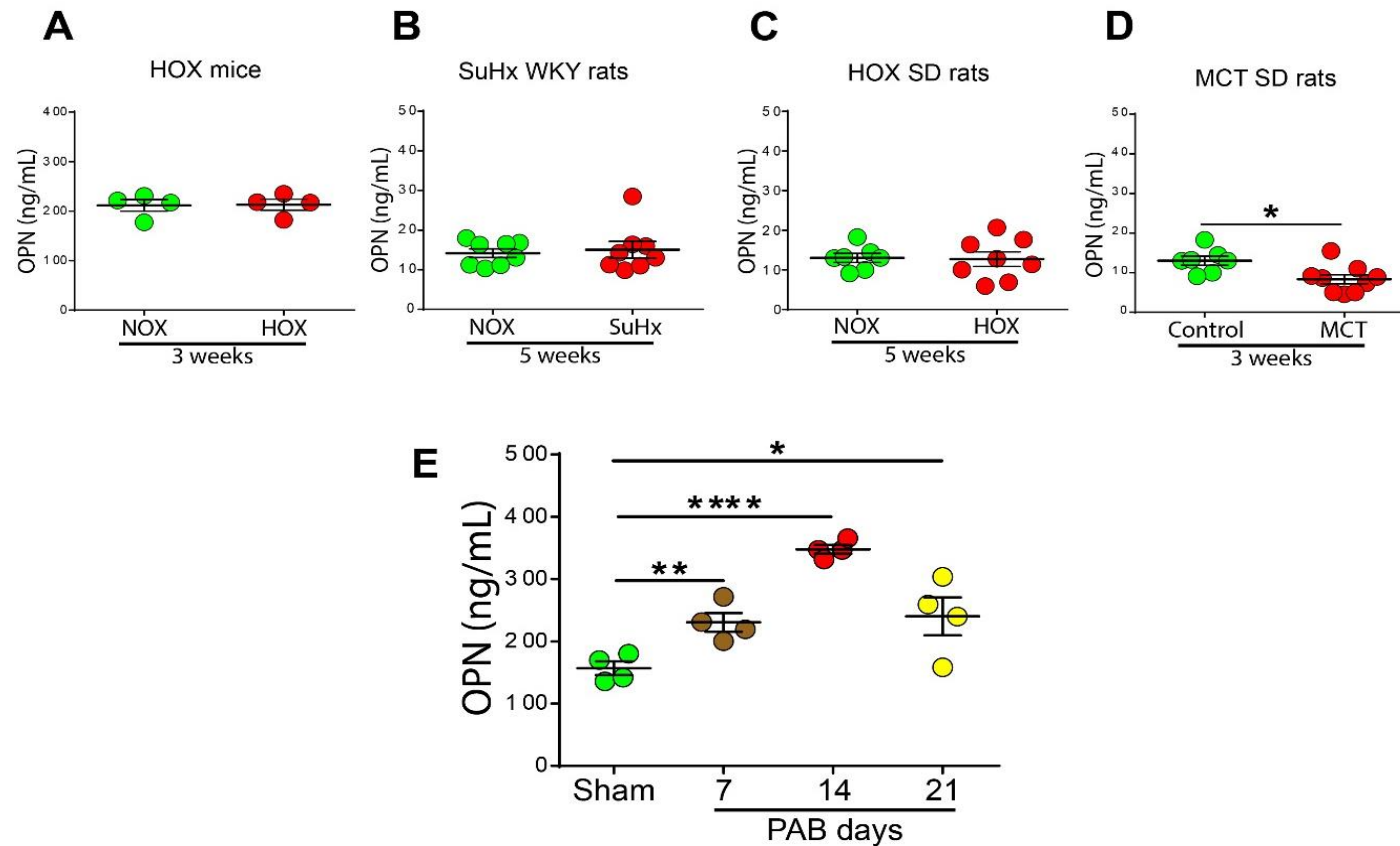 A
B
C
D
HOX mice
SuHx WKY rats
HOX SD rats
MCT SD rats
OPN (ng/mL)
400
300
200
100
0
NOX HOX
3 weeks
OPN (ng/mL)
50
40
30
20
10
0
NOX SuHx
5 weeks
OPN (ng/mL)
50
40
30
20
10
0
NOX HOX
5 weeks
OPN (ng/mL)
50
40
30
20
10
0
*
Control MCT
3 weeks
E
OPN (ng/mL)
500
400
300
200
100
0
*
****
**
Sham 7 14 21
PAB days